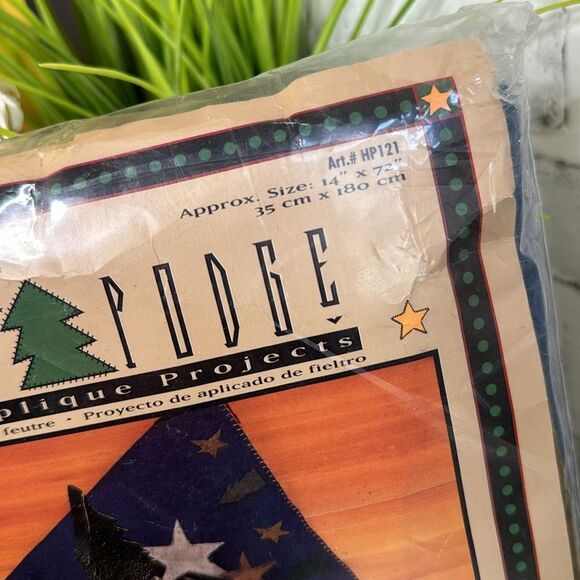 Art.# HP121
Approx. Size: 14" x 72"
35 cm x 180 cm
PODGE
plique Projects
feutre · Proyecto de aplicado de fieltro